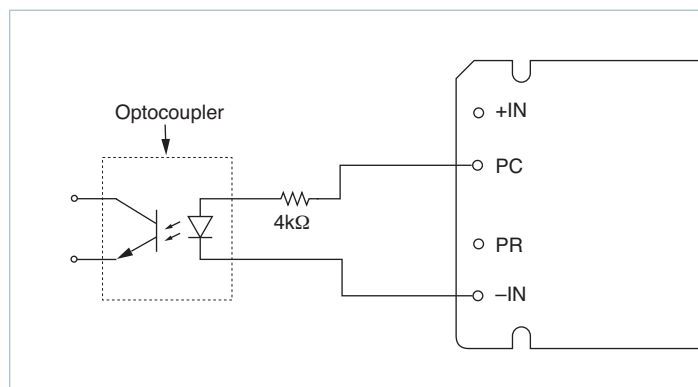 Optocoupler
4kΩ
+IN
PC
PR
–IN